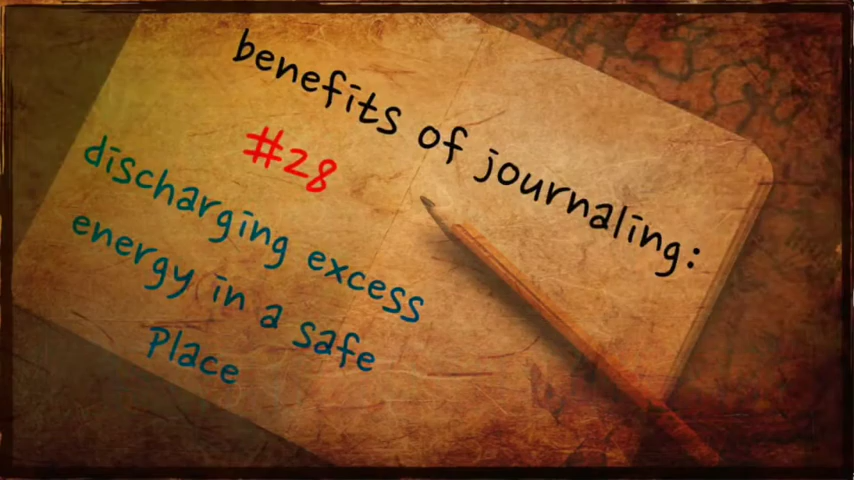 benefits of journaling:
#28
discharging excess
energy in a safe
Place